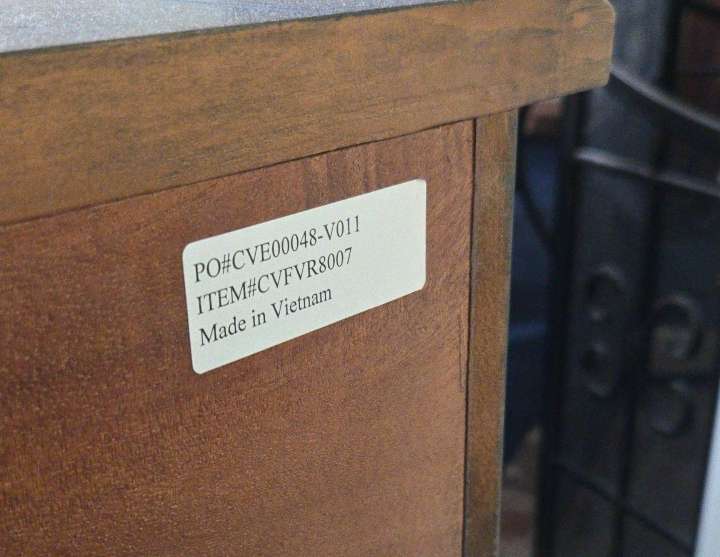 PO#CVE00048-V011
ITEM#CVFVR8007
Made in Vietnam